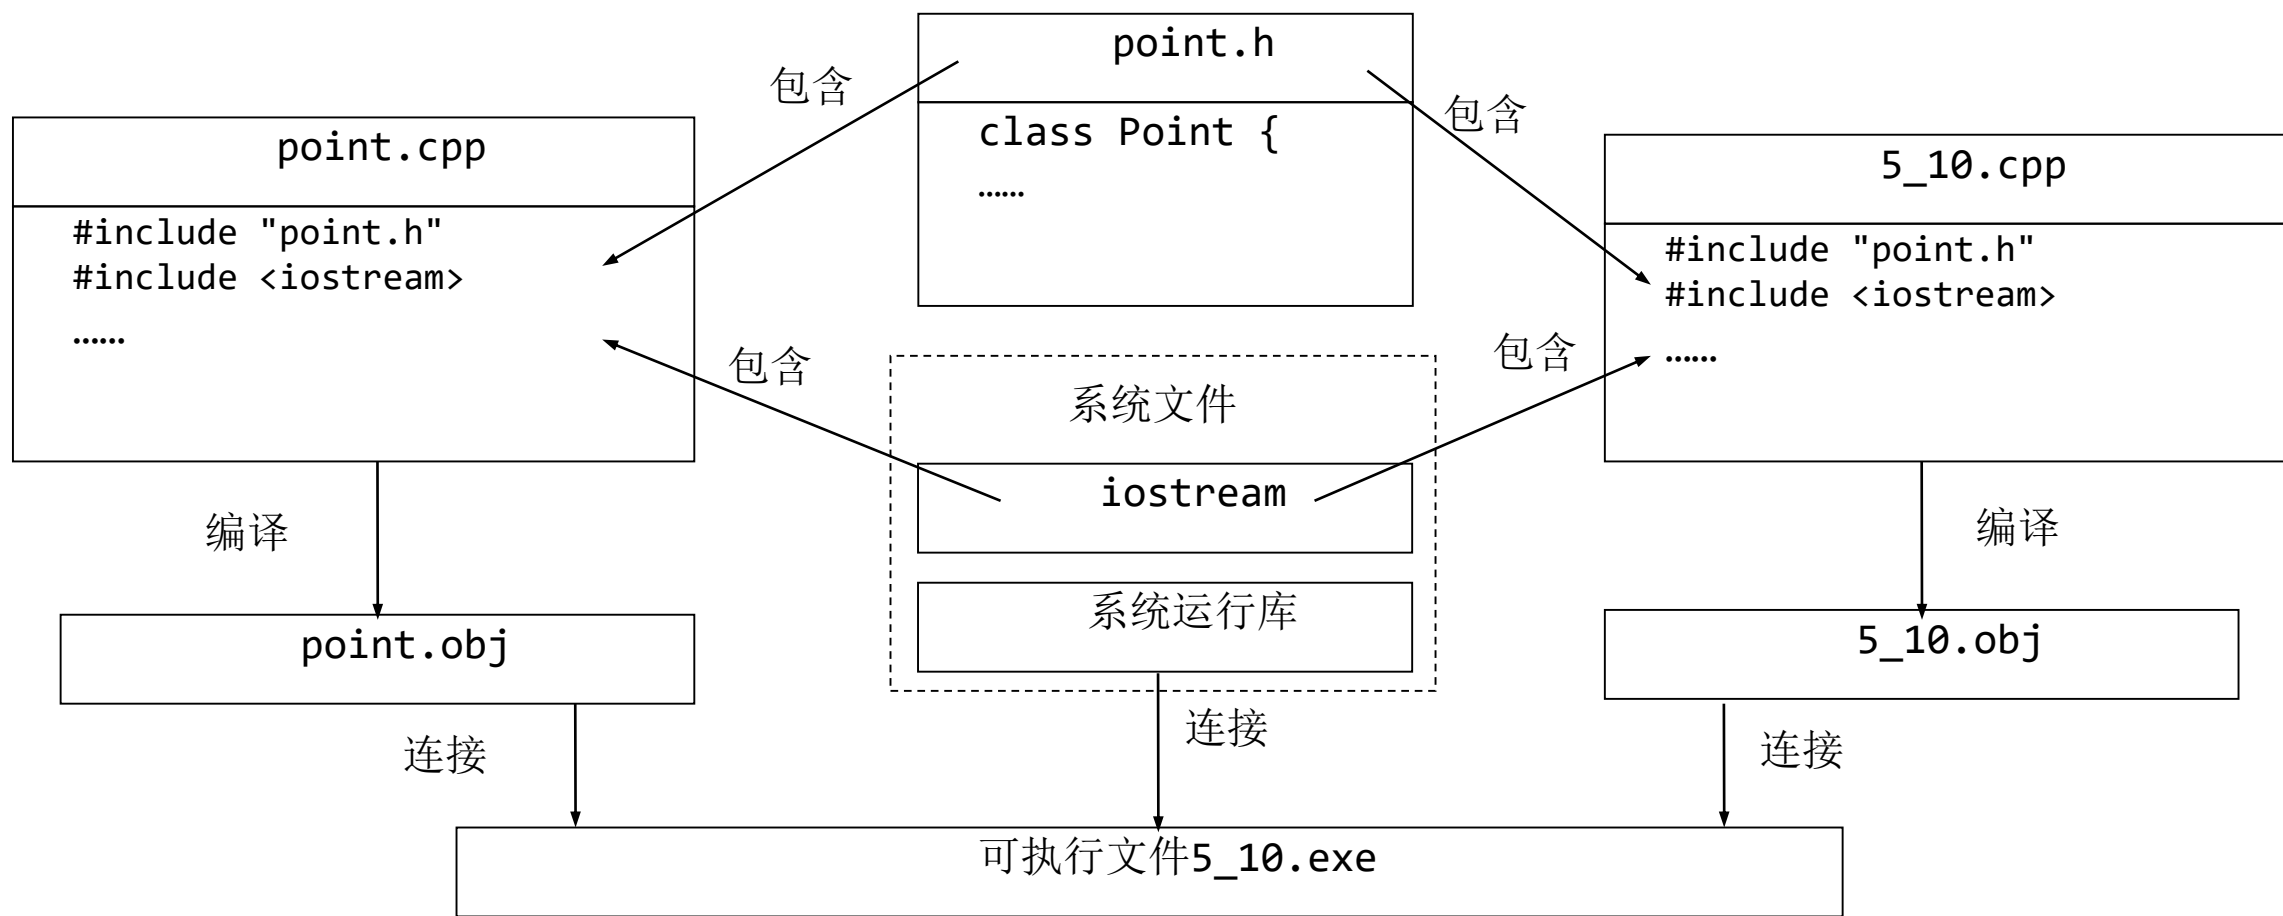 point.h
包含
包含
class Point {
……
point.cpp
#include "point.h"
#include <iostream>
……
5_10.cpp
#include "point.h"
#include <iostream>
……
包含
包含
系统文件
iostream
系统运行库
编译
编译
point.obj
5_10.obj
连接
连接
连接
可执行文件5_10.exe